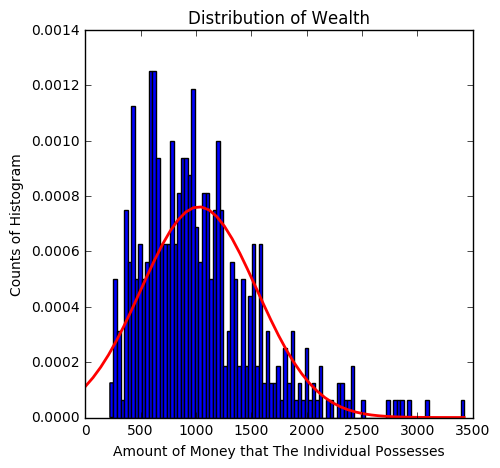 Distribution of Wealth
0.0014
0.0012
0.0010
0.0008
0.0006
0.0004
0.0002
0.0000
Counts of Histogram
0 500 1000 1500 2000 2500 3000 3500
Amount of Money that The Individual Possesses